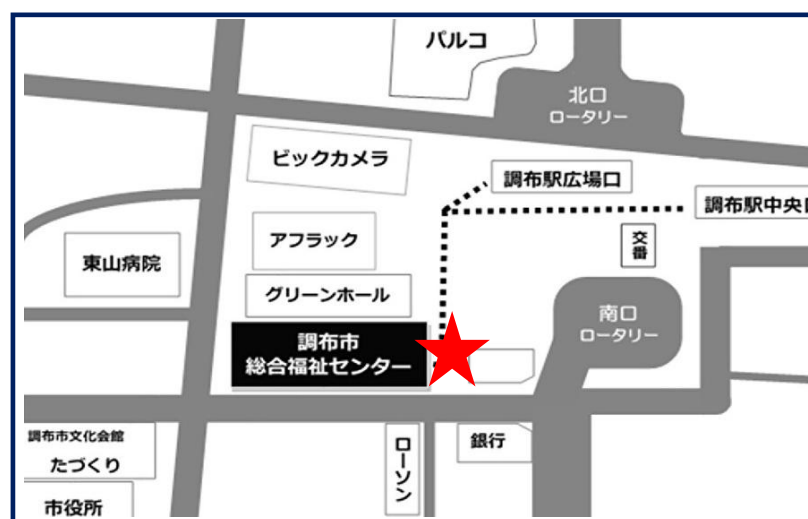 パルコ
北口
ロータリー
ビックカメラ
調布駅広場口
調布駅中央口
アフラック
交番
東山病院
グリーンホール
南口
ロータリー
調布市
総合福祉センター
調布市文化会館
たづくり
ローソン
銀行
市役所